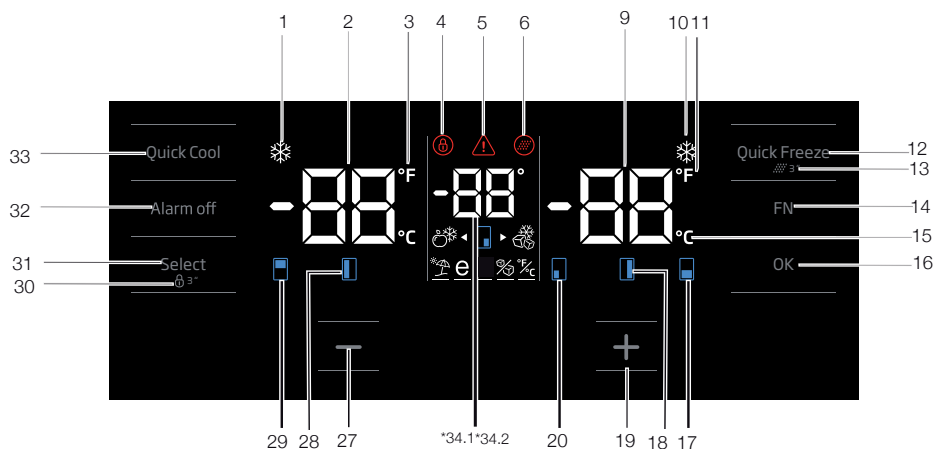 1 2 3 4 5 6 9 10 11
33 Quick Cool °F ° °F Quick Freeze 12
-88 -88 -88 3" 13
32 Alarm off FN 14
°C °C 15
31 Select e °F/°C OK 16
30 3"
29 28 27 *34.1*34.2 20 19 18 17